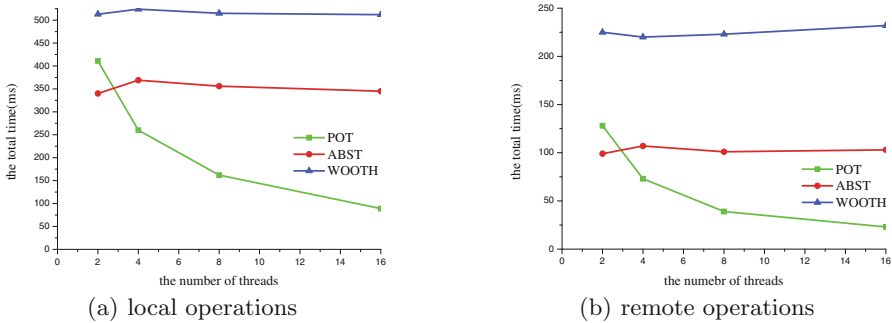 the total time(ms)
500
450
400
350
300
250
200
150
100
50
0
POT
ABST
WOOTH
0 2 4 6 8 10 12 14 16
the number of threads
(a) local operations
the total time(ms)
250
200
150
100
50
0
POT
ABST
WOOTH
0 2 4 6 8 10 12 14 16
the numebr of threads
(b) remote operations